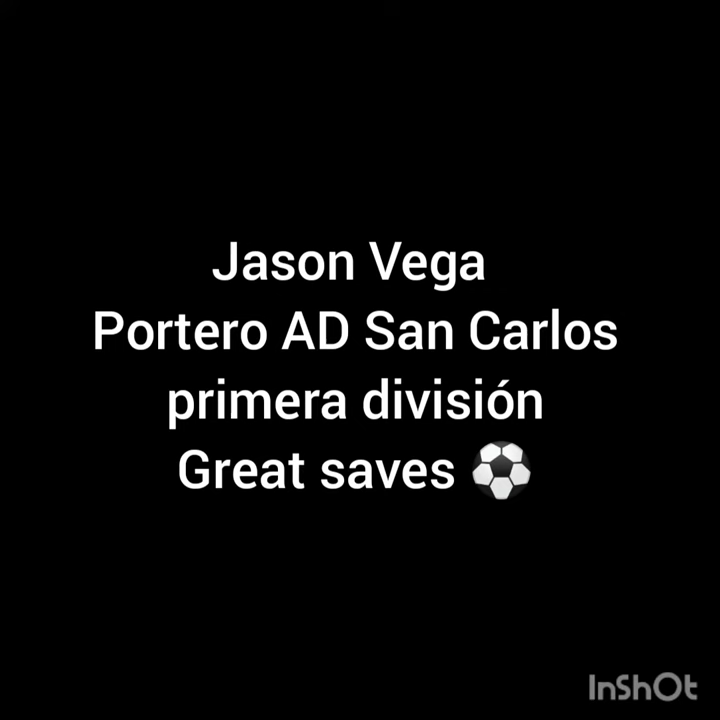 Jason Vega
Portero AD San Carlos
primera división
Great saves ⚽
InShOt